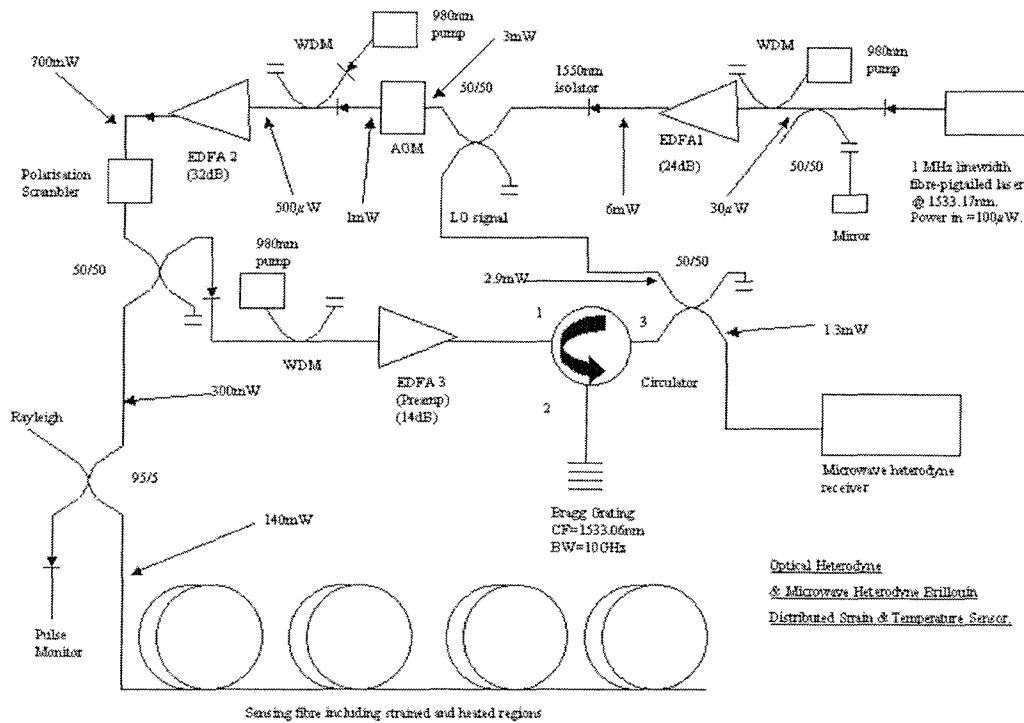 980nm
pump
WDM
3mW
700mW
50/50
1550nm
isolator
WDM
980nm
pump
EDFA 2
(32dB)
AOM
EDFA1
(24dB)
50/50
1 MHz linewidth
fibre-pigtailed laser
@ 1533.17nm.
Power in =100μW.
Polarisation
Scrambler
500μW
1mW
LO signal
6mW
30μW
Mirror
50/50
980nm
pump
2.9mW
50/50
WDM
EDFA 3
(Preamp)
(14dB)
1
3
2
Circulator
1.3mW
300mW
Rayleigh
95/5
Microwave heterodyne
receiver
140mW
Bragg Grating
CF=1533.06nm
BW=10GHz
Optical Heterodyne
& Microwave Heterodyne Brillouin
Distributed Strain & Temperature Sensor.
Pulse
Monitor
Sensing fibre including strained and heated regions